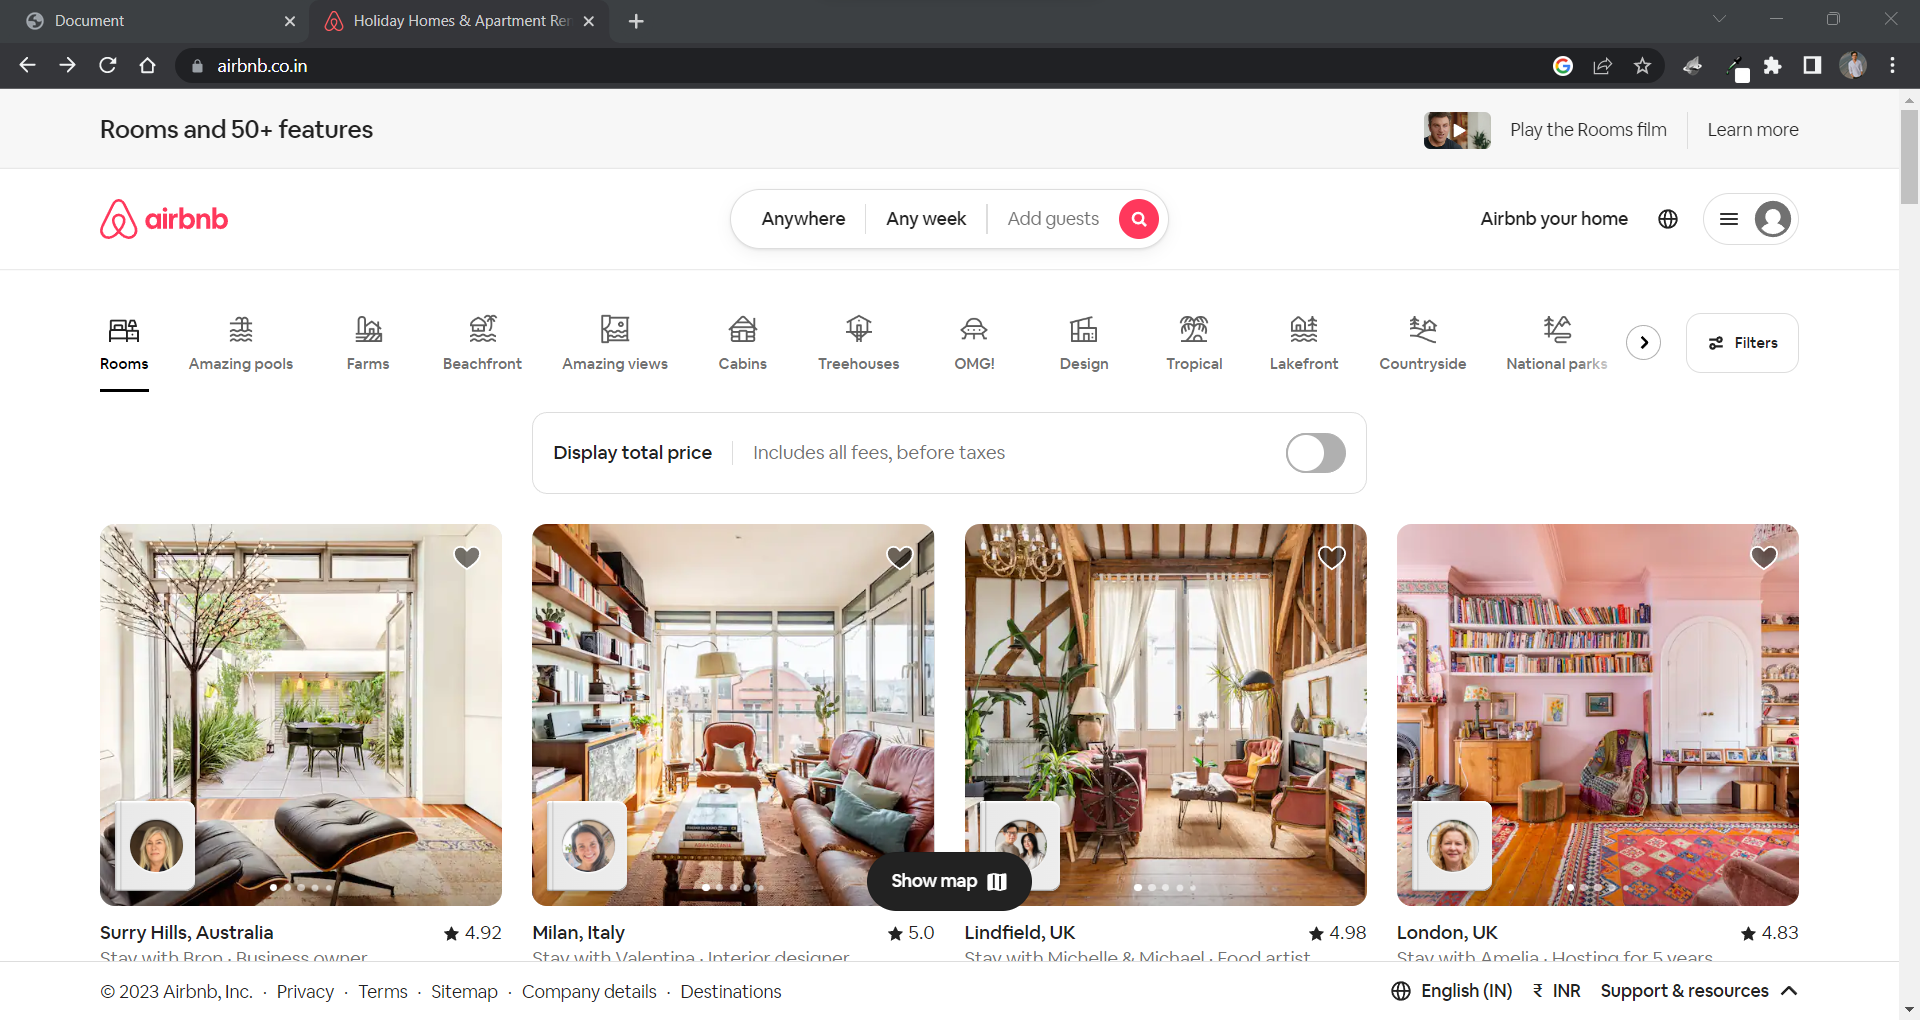 Document
Holiday Homes & Apartment Ren
airbnb.co.in
Rooms and 50+ features
Play the Rooms film
Learn more
airbnb
Anywhere
Any week
Add guests
Airbnb your home
Rooms
Amazing pools
Farms
Beachfront
Amazing views
Cabins
Treehouses
OMG!
Design
Tropical
Lakefront
Countryside
National parks
Filters
Display total price
Includes all fees, before taxes
Show map
Surry Hills, Australia
4.92
Stay with Bron · Business owner
Milan, Italy
5.0
Stay with Valentina · Interior designer
Lindfield, UK
4.98
Stay with Michelle & Michael · Food artist
London, UK
4.83
Stay with Amelia · Hosting for 5 years
© 2023 Airbnb, Inc. · Privacy · Terms · Sitemap · Company details · Destinations
English (IN)
₹ INR
Support & resources